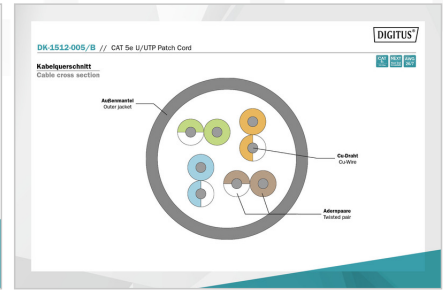 DIGITUS®
DK-1512-005/B // CAT 5e U/UTP Patch Cord
Kabelquerschnitt
Cable cross section
Außenmantel
Outer jacket
Cu-Draht
Cu-Wire
Adernpaare
Twisted pair